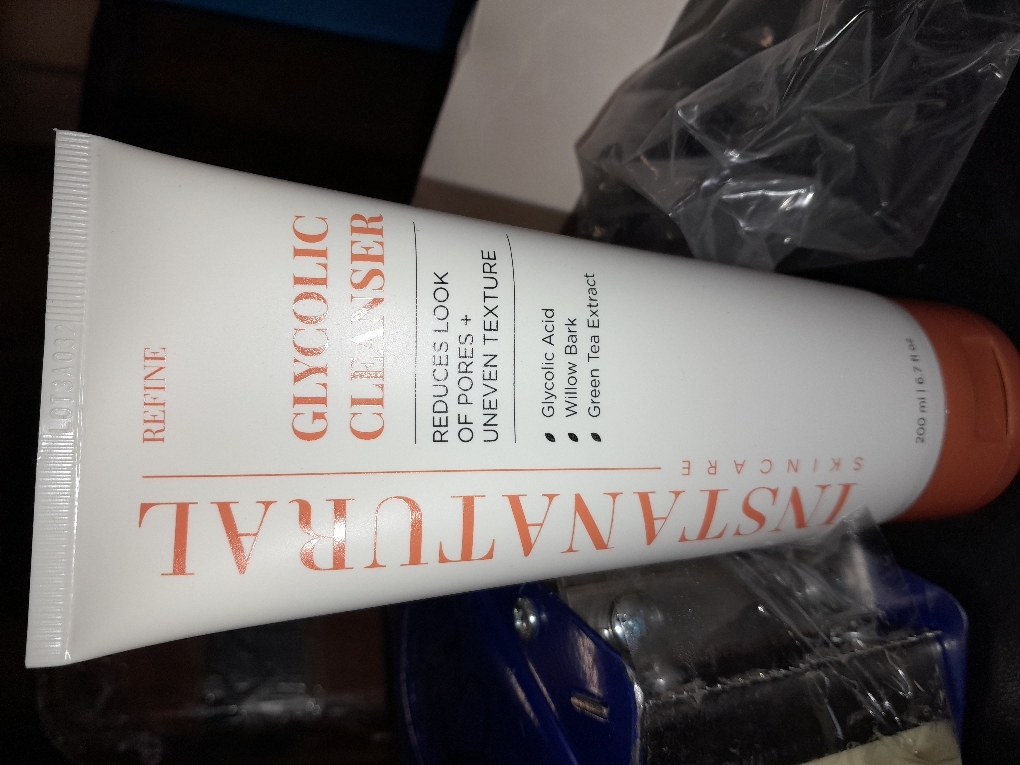 REFINE
GLYCOLIC
CLEANSER
REDUCES LOOK
OF PORES +
UNEVEN TEXTURE
Glycolic Acid
Willow Bark
Green Tea Extract
200 ml | 6.7 fl oz
INSTANATURAL
SKINCARE